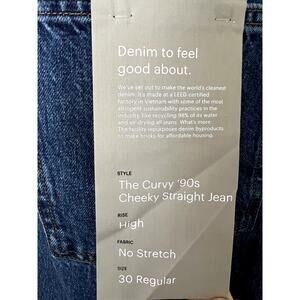 Denim to feel
good about.
We've set out to make the world's cleanest
denim. It's made at a LEED-certified
factory in Vietnam with some of the most
stringent sustainability practices in the
industry, like recycling 98% of its water
and air-drying all jeans. What's more:
The facility repurposes denim byproducts
to make bricks for affordable housing.
STYLE
The Curvy '90s
Cheeky Straight Jean
RISE
High
FABRIC
No Stretch
SIZE
30 Regular